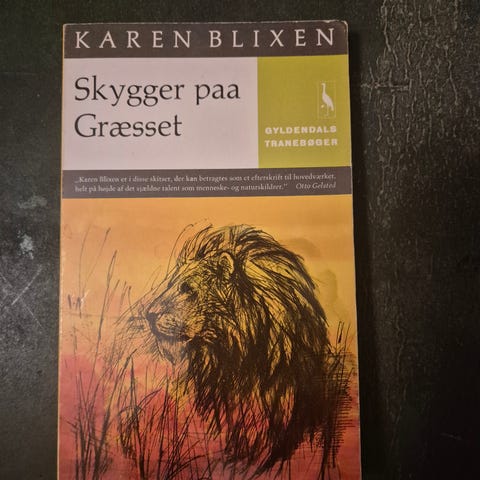 KAREN BLIXEN
Skygger paa
Græsset
GYLDENDALS
TRANEBØGER
„Karen Blixen er i disse skitser, der kan betragtes som et efterskrift til hovedværket,
helt på højde af det sjældne talent som menneske- og naturskildrer.” Otto Gelsted